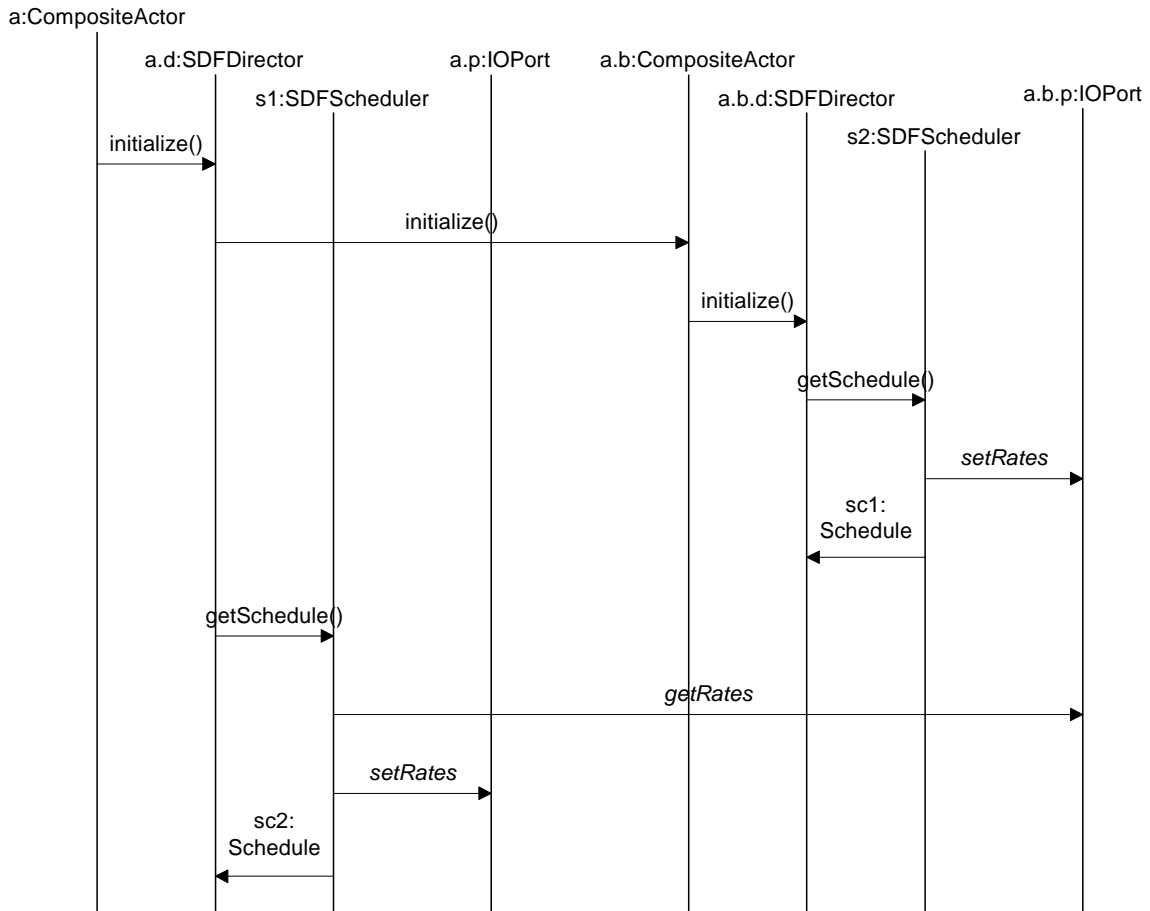 a:CompositeActor
a.d:SDFDirector
a.p:IOPort
a.b:CompositeActor
s1:SDFScheduler
a.b.d:SDFDirector
a.b.p:IOPort
s2:SDFScheduler
initialize()
initialize()
initialize()
getSchedule()
setRates
sc1:
Schedule
getSchedule()
getRates
setRates
sc2:
Schedule